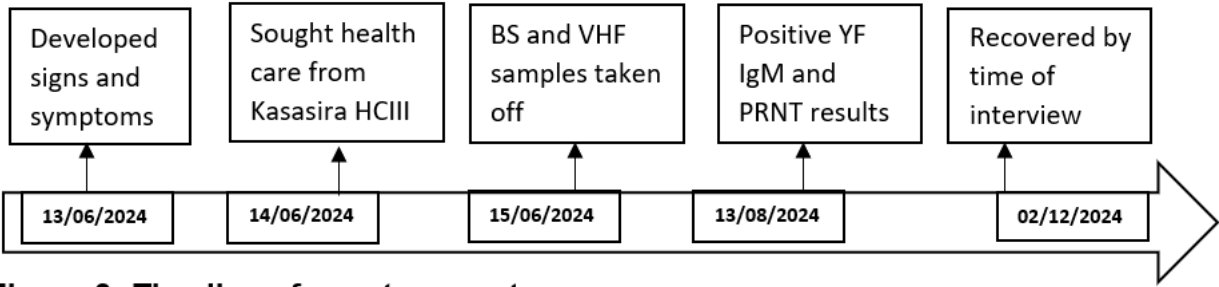 Developed
signs and
symptoms
Sought health
care from
Kasasira HCIII
BS and VHF
samples taken
off
Positive YF
IgM and
PRNT results
Recovered by
time of
interview
13/06/2024
14/06/2024
15/06/2024
13/08/2024
02/12/2024